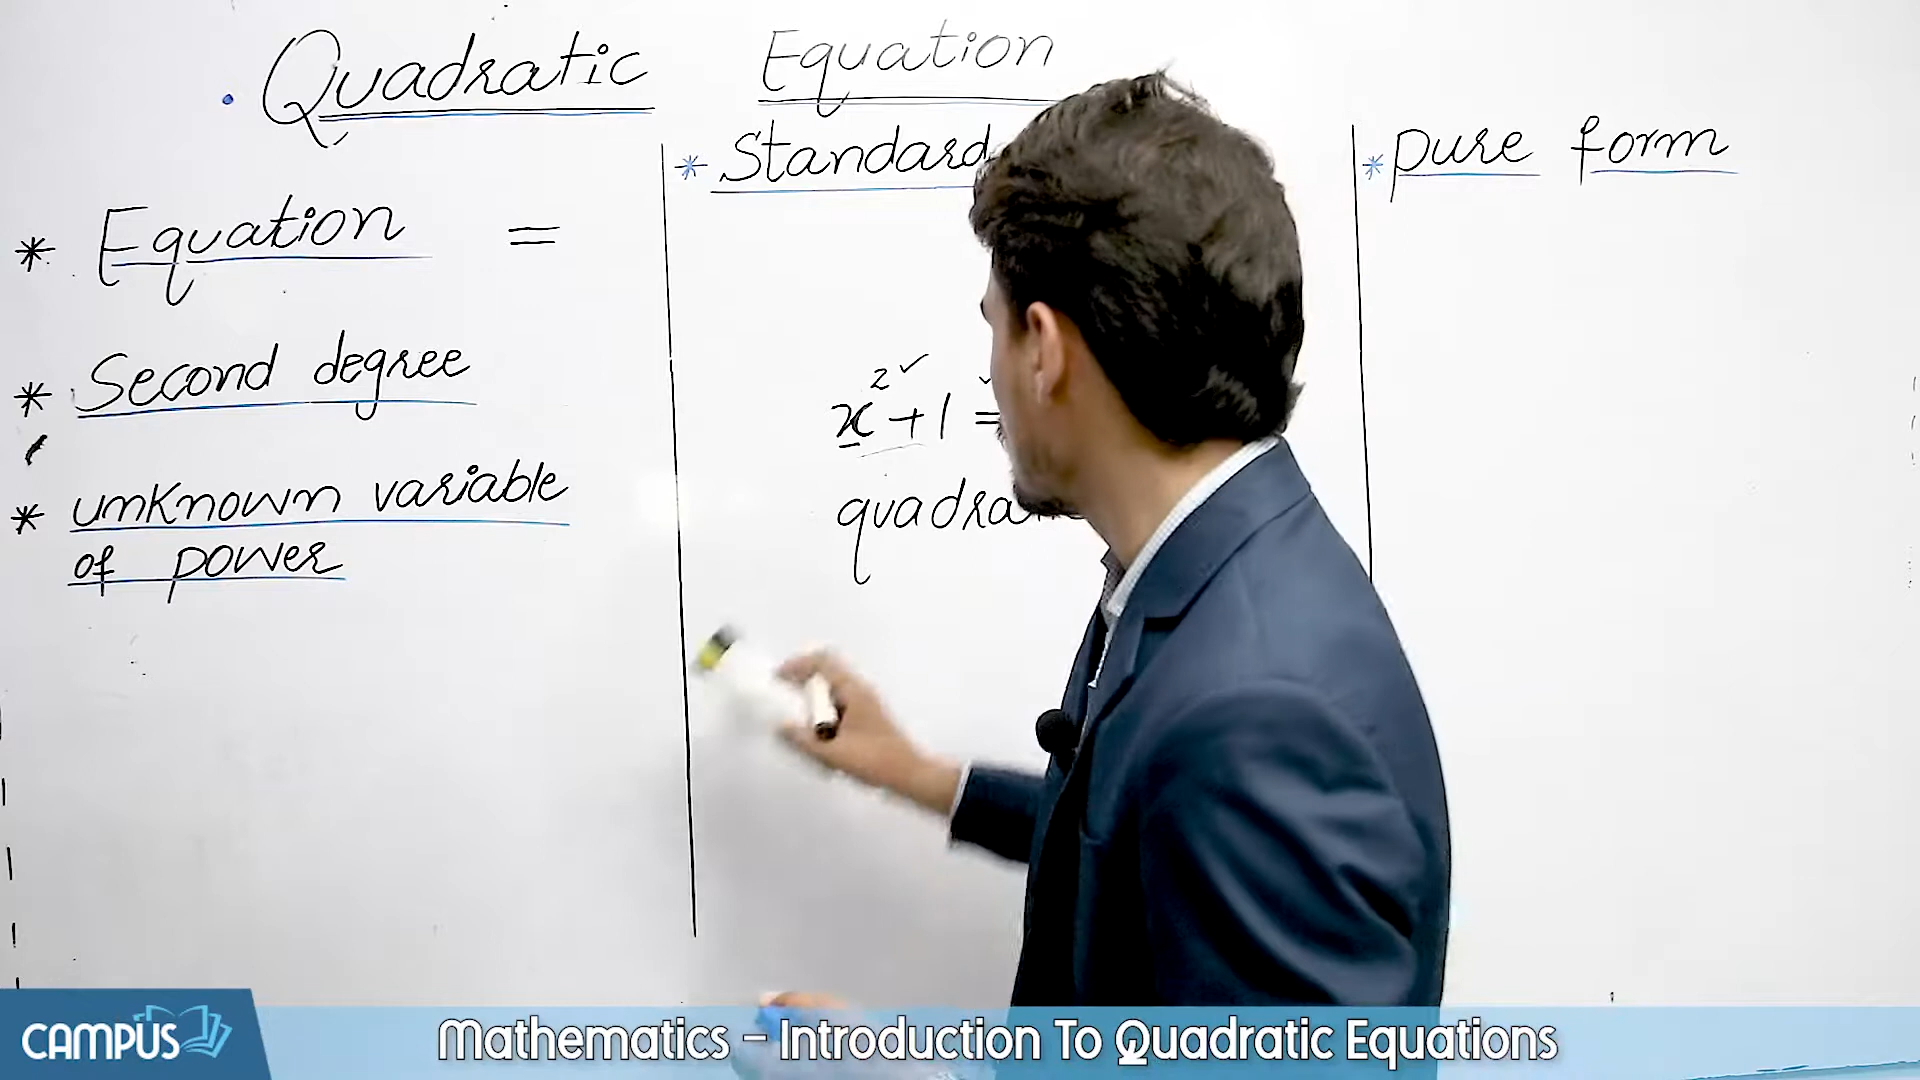 Quadratic Equation
* Equation =
* Second degree
* unknown variable
of power
* Standard
x² + 1 =
* pure form
CAMPUS
Mathematics – Introduction To Quadratic Equations